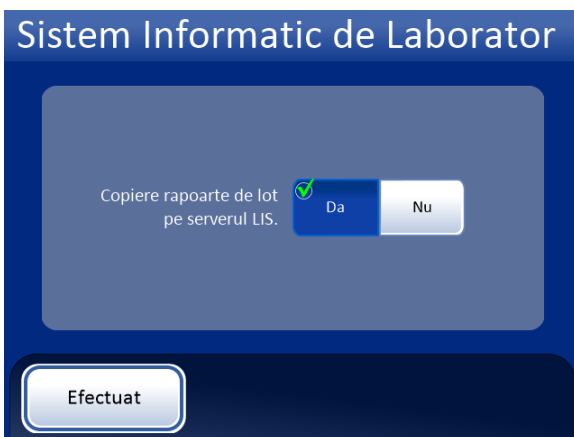 Sistem Informatic de Laborator
Copiere rapoarte de lot
pe serverul LIS.
Da
Nu
Efectuat